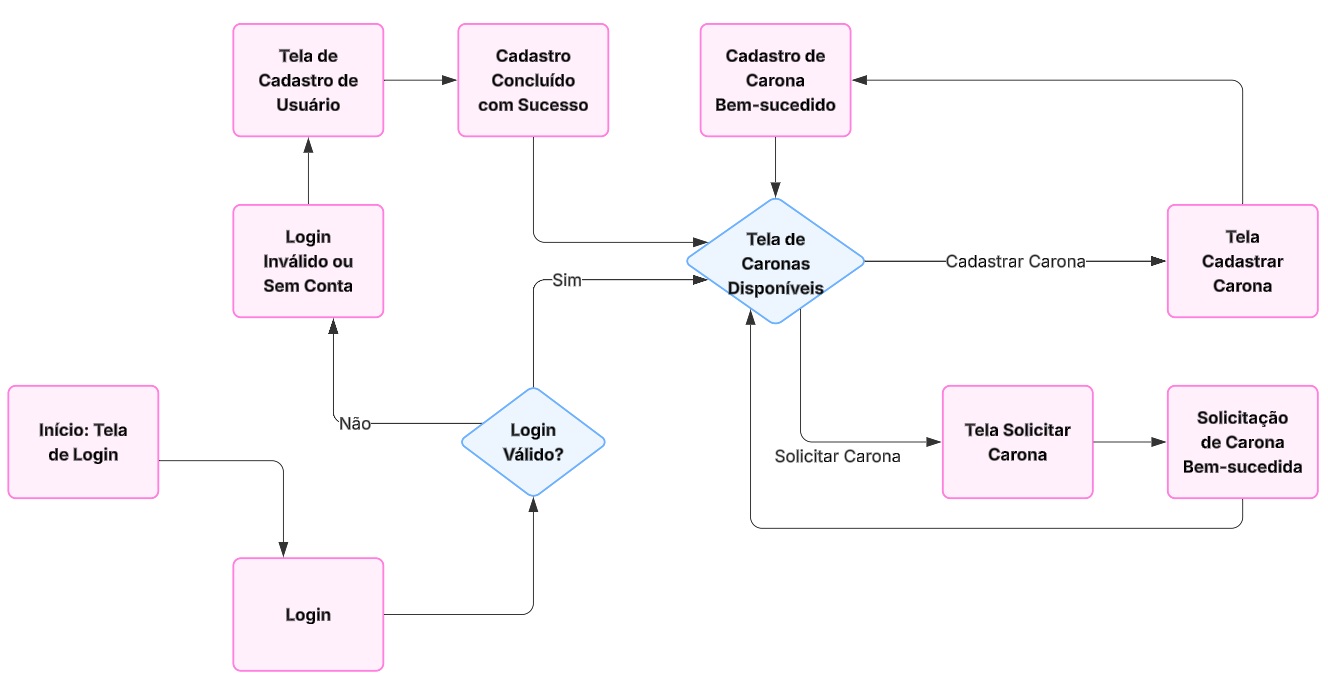 Tela de
Cadastro de
Usuário
Cadastro
Concluído
com Sucesso
Cadastro de
Carona
Bem-sucedido
Login
Inválido ou
Sem Conta
Tela de
Caronas
Disponíveis
Cadastrar Carona
Tela
Cadastrar
Carona
Sim
Não
Início: Tela
de Login
Login
Válido?
Solicitar Carona
Tela Solicitar
Carona
Solicitação
de Carona
Bem-sucedida
Login